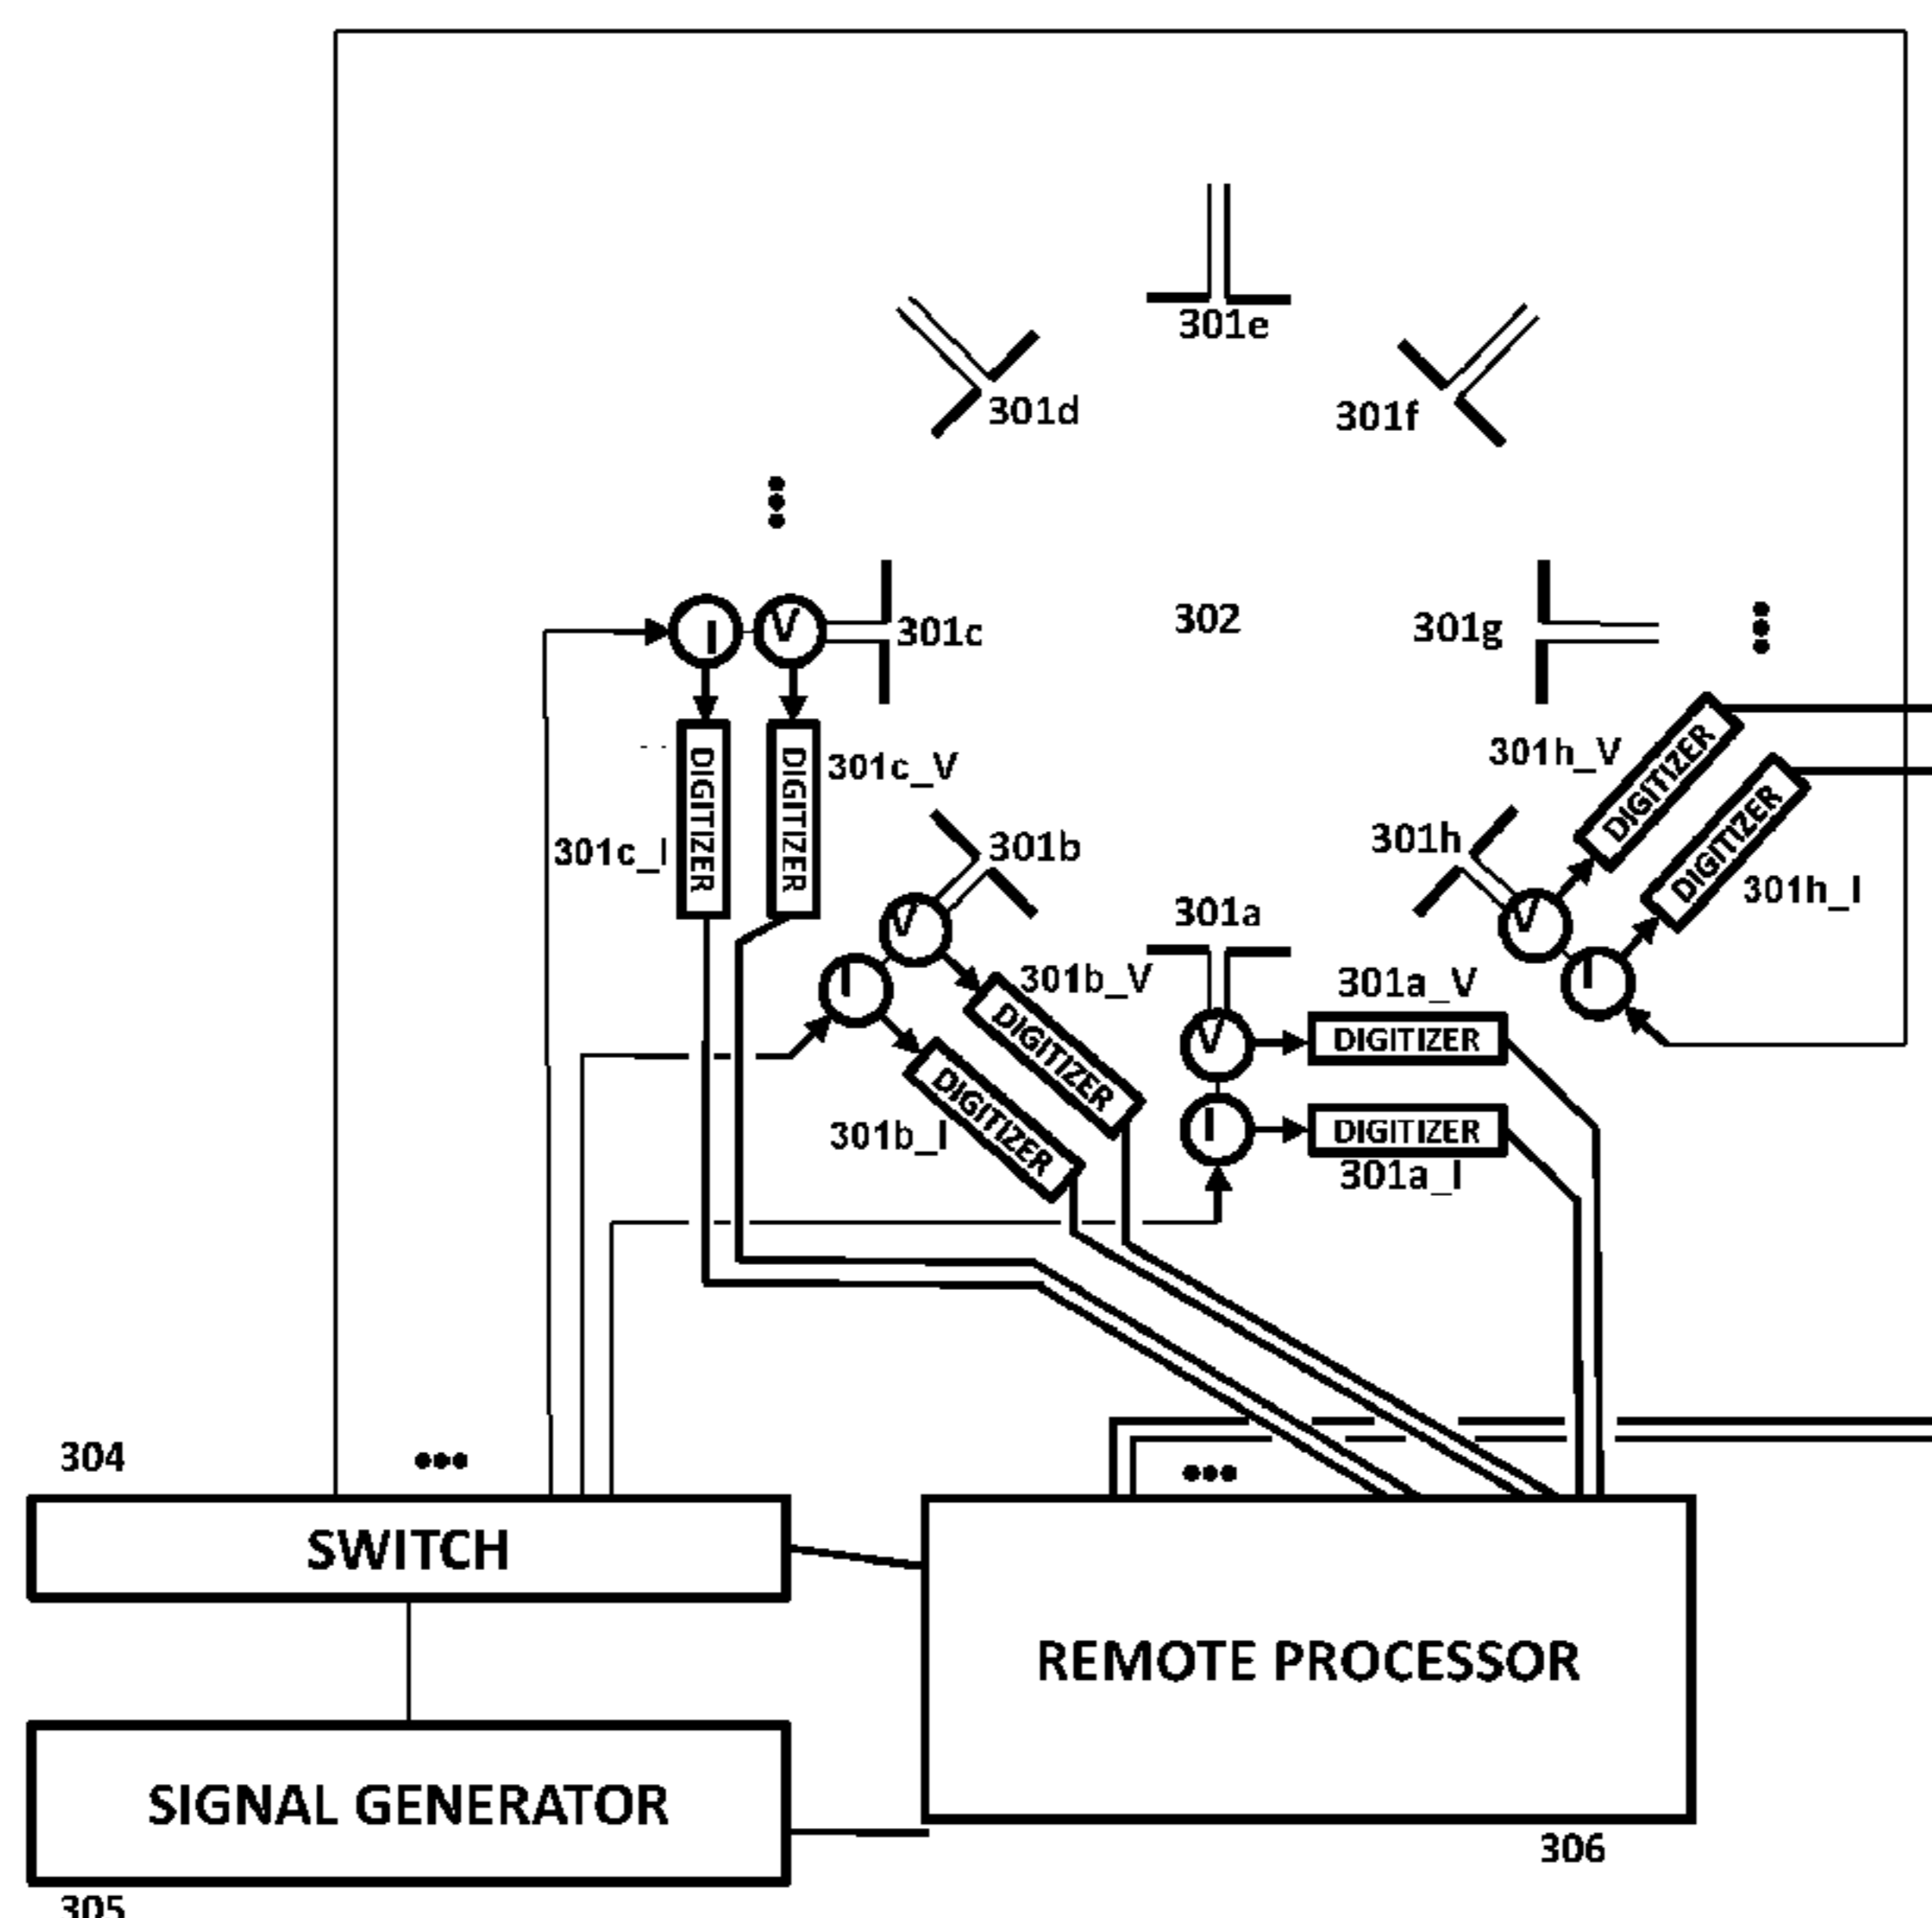 301e
301d
301f
I
V
301c
302
301g
DIGITIZER
DIGITIZER
301c_V
301c_I
301h_V
DIGITIZER
DIGITIZER
301h_I
301h
V
I
301b
V
I
301b_V
DIGITIZER
DIGITIZER
301b_I
301a
V
I
301a_V
DIGITIZER
DIGITIZER
301a_I
304
SWITCH
REMOTE PROCESSOR
SIGNAL GENERATOR
306
305